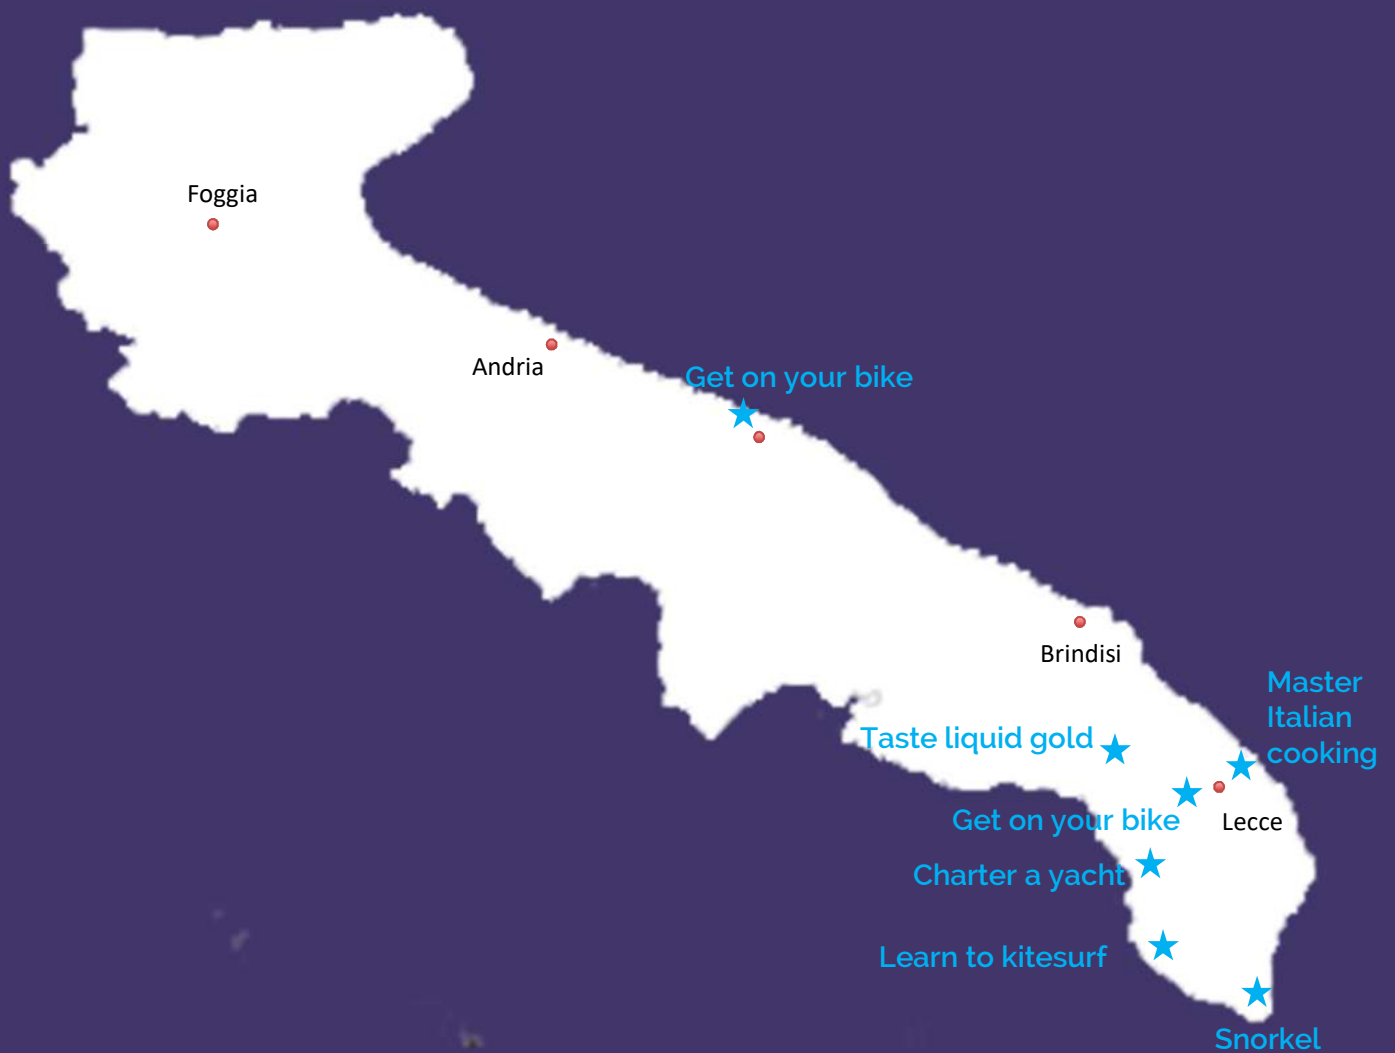 Foggia
Andria
Get on your bike
Brindisi
Master
Italian
cooking
Taste liquid gold
Get on your bike
Lecce
Charter a yacht
Learn to kitesurf
Snorkel